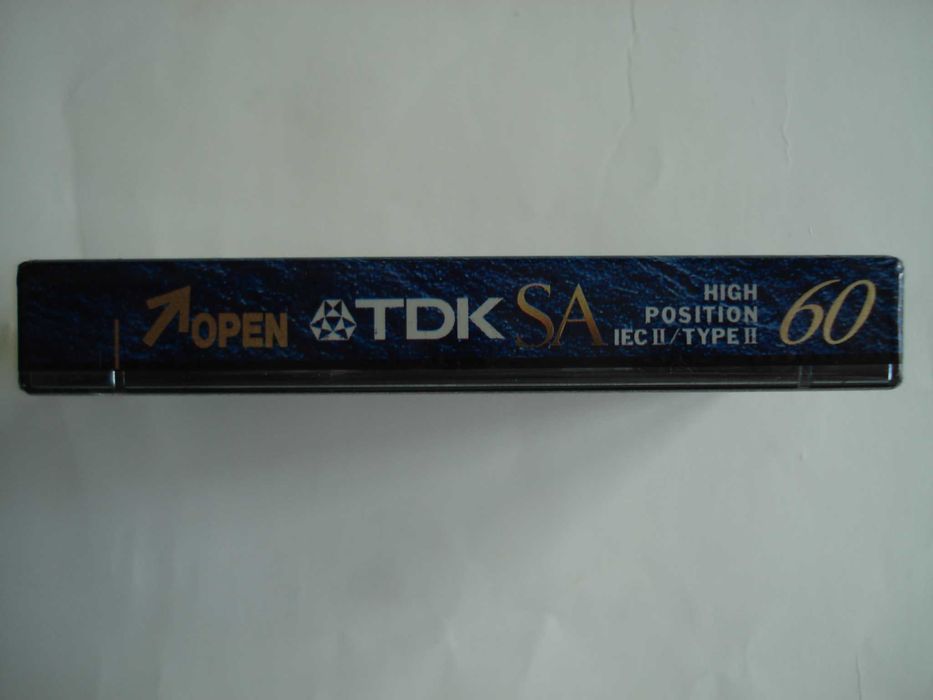 OPEN
TDK SA
HIGH
POSITION
IEC II/TYPE II
60